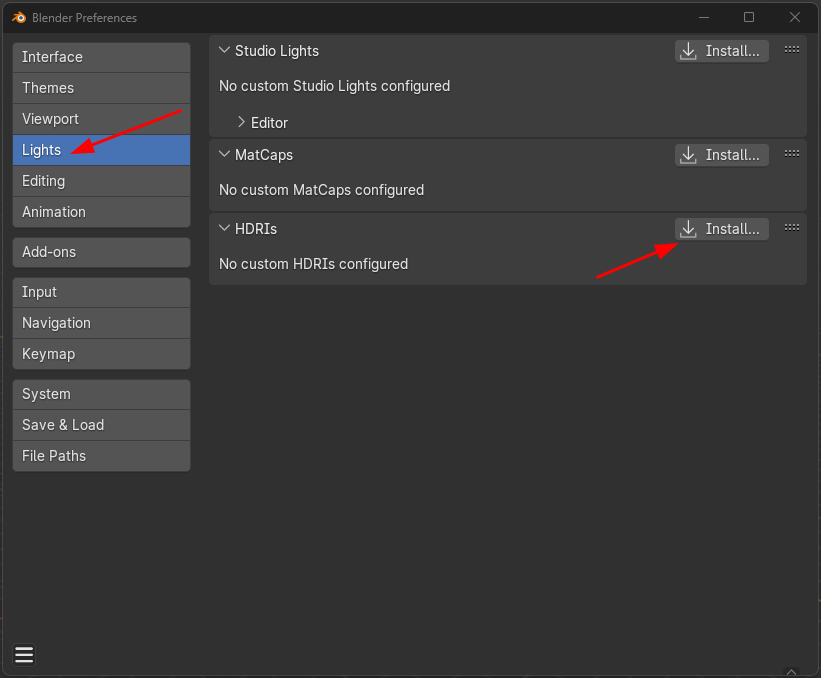 Blender Preferences
Interface
Themes
Viewport
Lights
Editing
Animation
Add-ons
Input
Navigation
Keymap
System
Save & Load
File Paths
Studio Lights
Install...
No custom Studio Lights configured
Editor
MatCaps
Install...
No custom MatCaps configured
HDRIs
Install...
No custom HDRIs configured